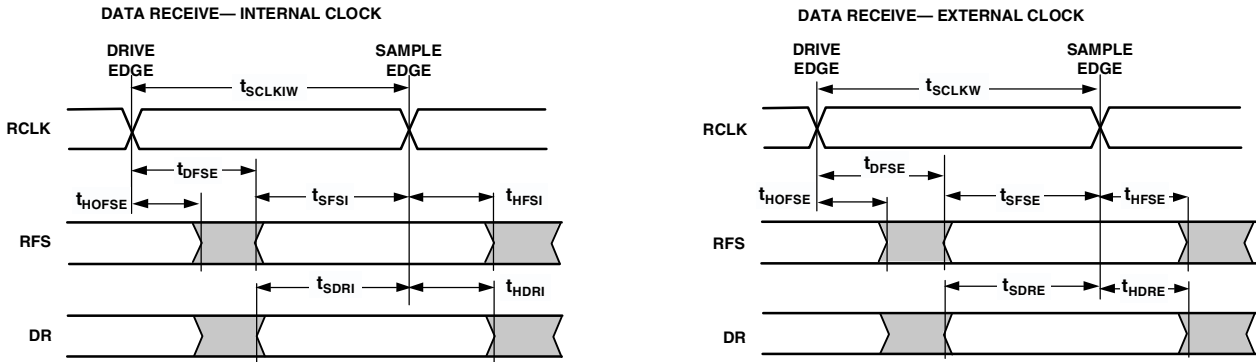 DATA RECEIVE— INTERNAL CLOCK
DRIVE
EDGE
SAMPLE
EDGE
tSCLKIW
RCLK
tDFSE
tHOFSE
tSFSI
tHFSI
RFS
tSDRI
tHDRI
DR
DATA RECEIVE— EXTERNAL CLOCK
DRIVE
EDGE
SAMPLE
EDGE
tSCLKW
RCLK
tDFSE
tHOFSE
tSFSE
tHFSE
RFS
tSDRE
tHDRE
DR